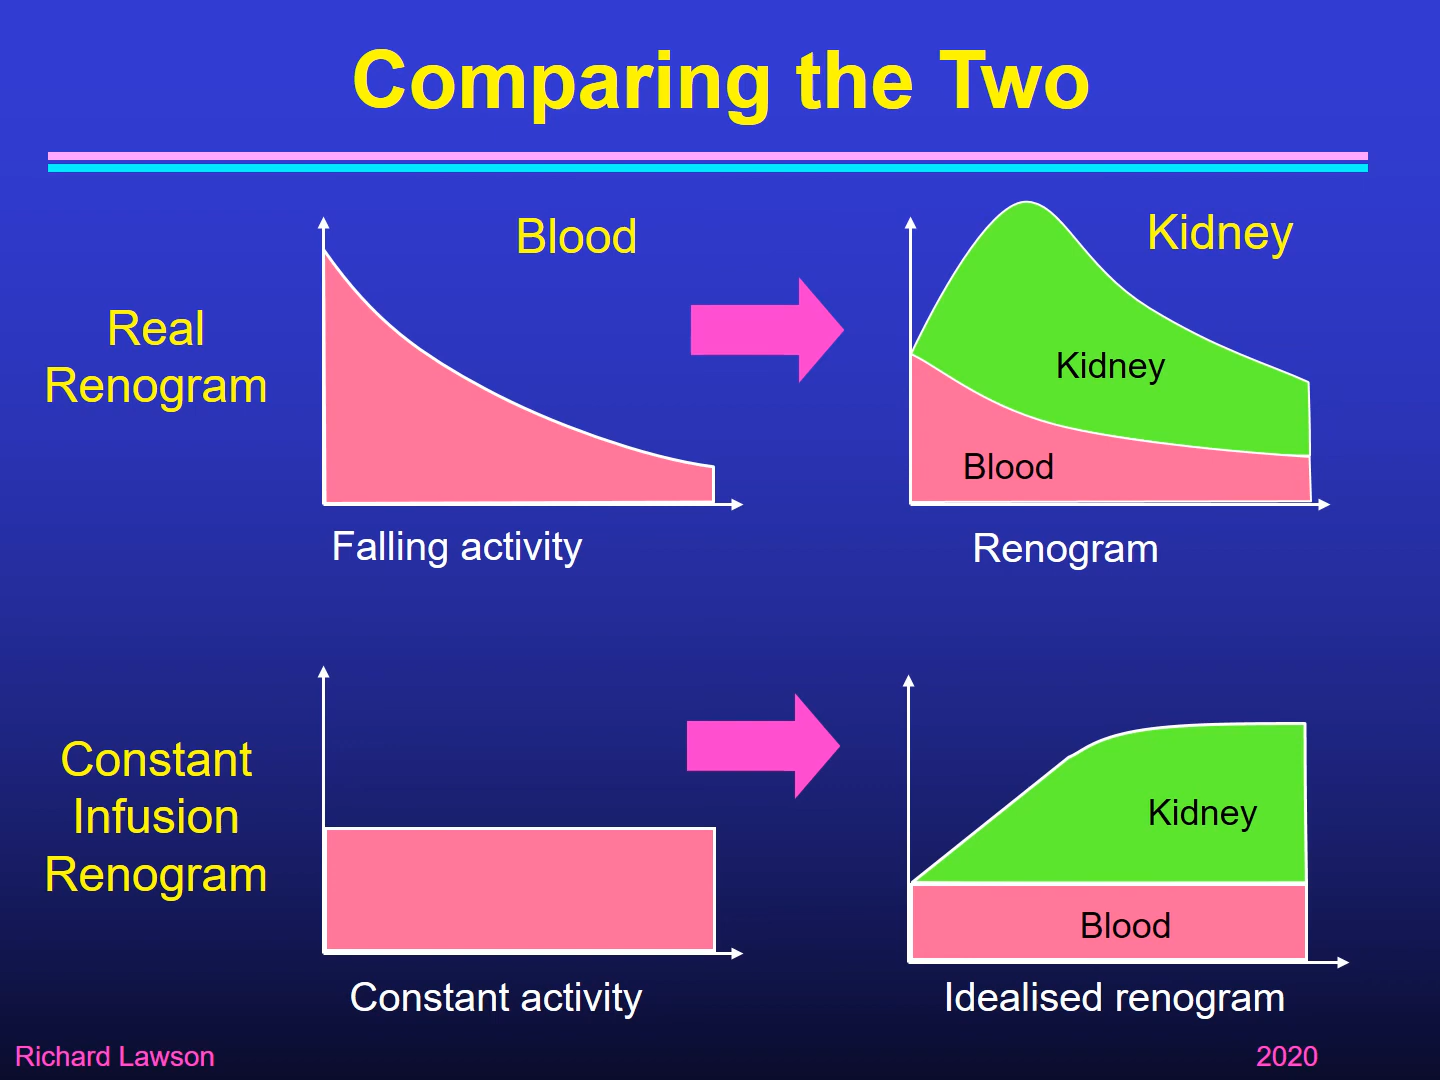 Comparing the Two
Blood
Kidney
Real
Renogram
Kidney
Blood
Falling activity
Renogram
Constant
Infusion
Renogram
Kidney
Blood
Constant activity
Idealised renogram
Richard Lawson
2020